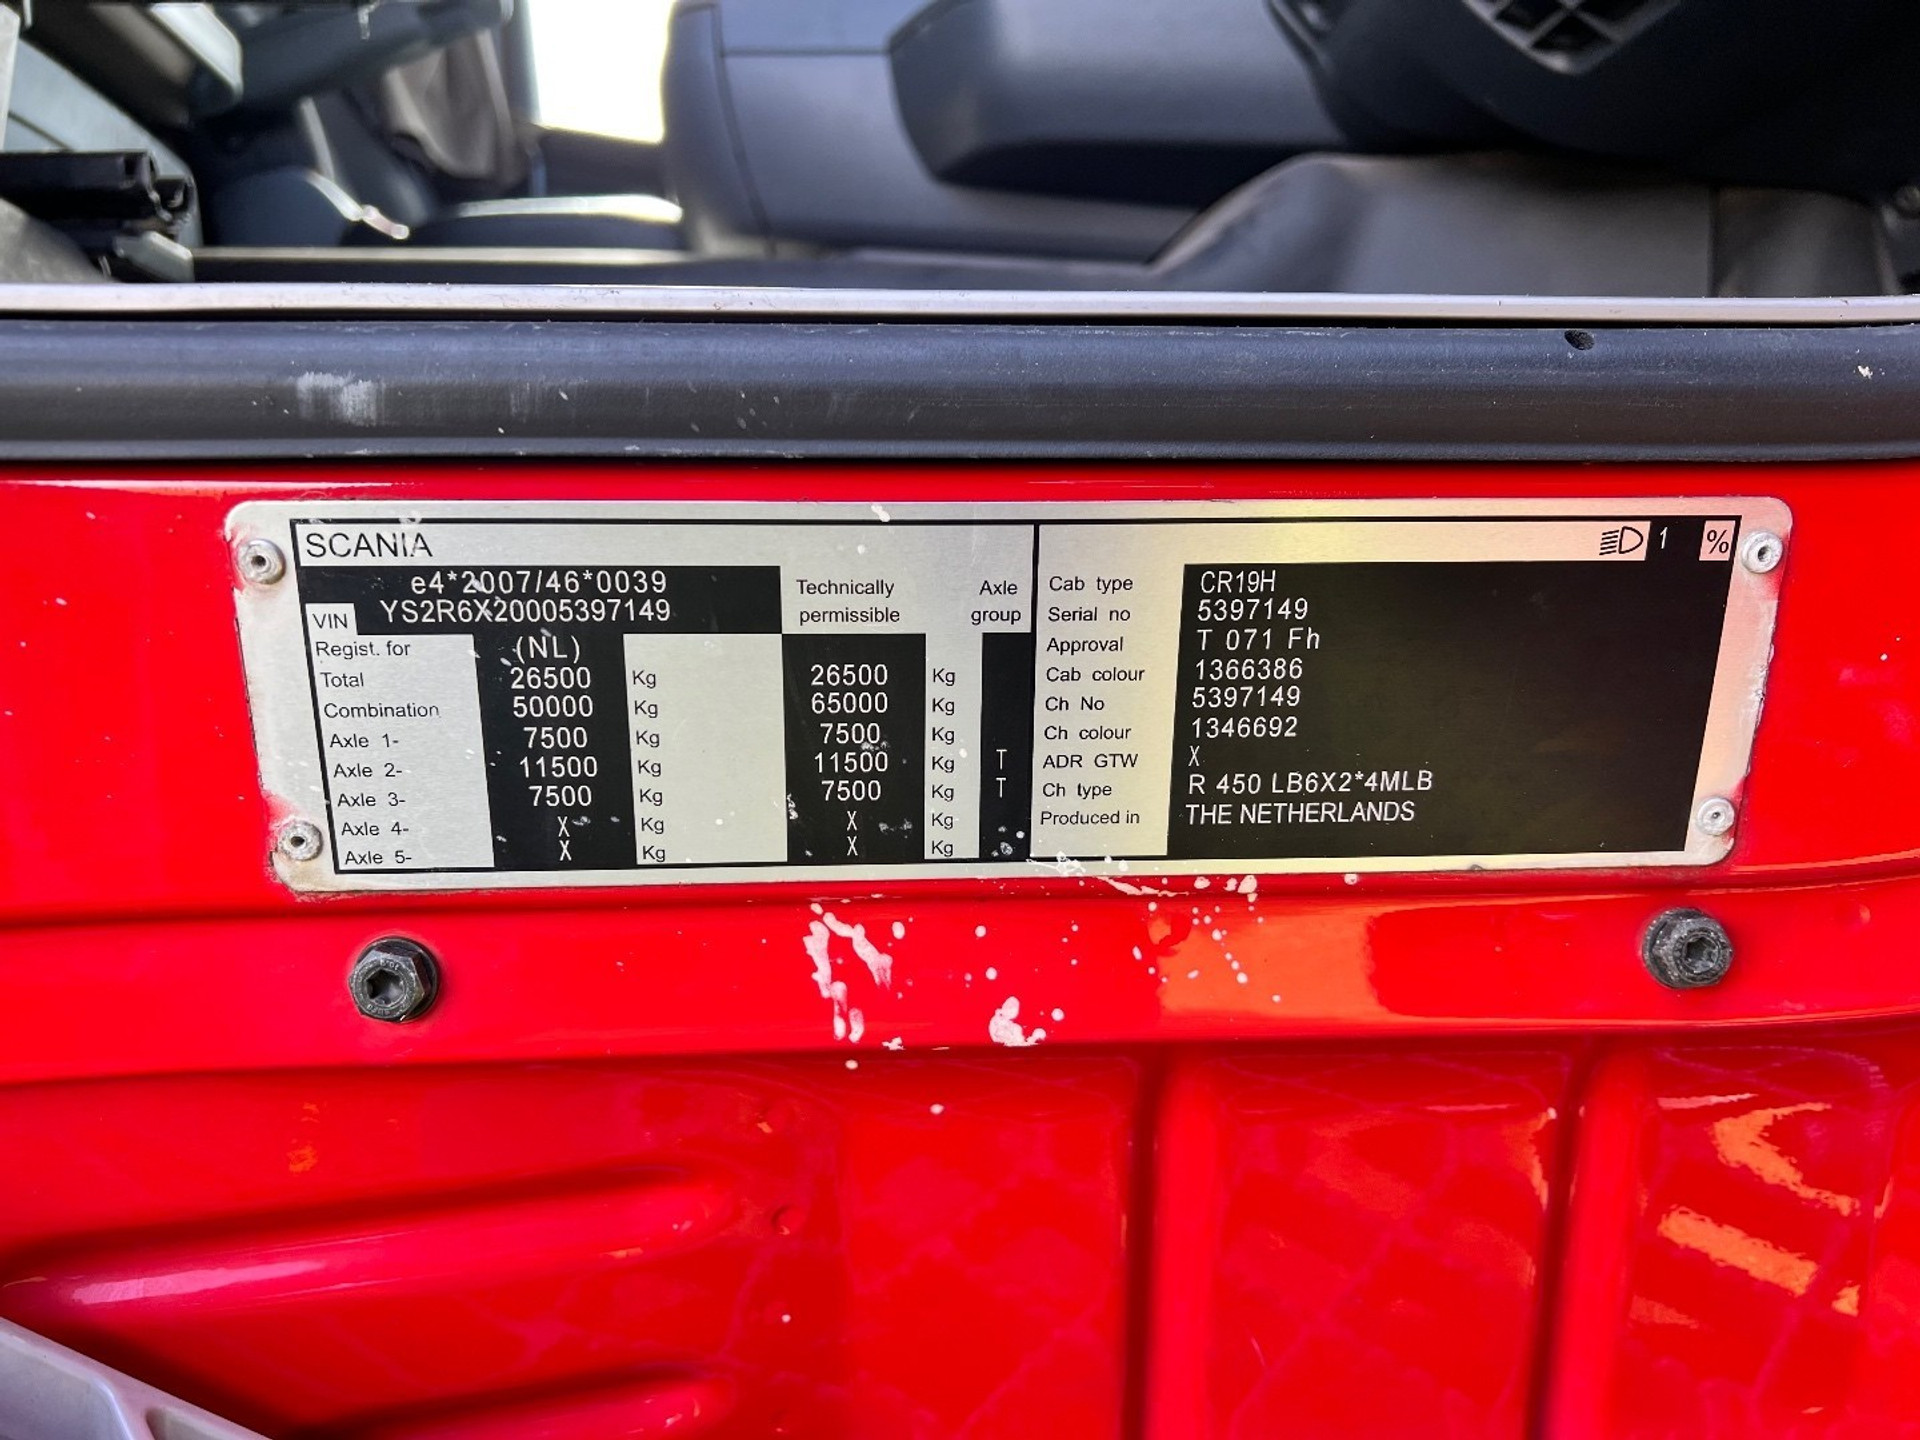 SCANIA 1 %
e4*2007/46*0039 Technically Axle Cab type CR19H
VIN YS2R6X20005397149 permissible group Serial no 5397149
Regist. for (NL) Approval T 071 Fh
Total 26500 Kg 26500 Kg Cab colour 1366386
Combination 50000 Kg 65000 Kg Ch No 5397149
Axle 1- 7500 Kg 7500 Kg Ch colour 1346692
Axle 2- 11500 Kg 11500 Kg T ADR GTW X
Axle 3- 7500 Kg 7500 Kg T Ch type R 450 LB6X2*4MLB
Axle 4- X Kg X Kg Produced in THE NETHERLANDS
Axle 5- X Kg X Kg